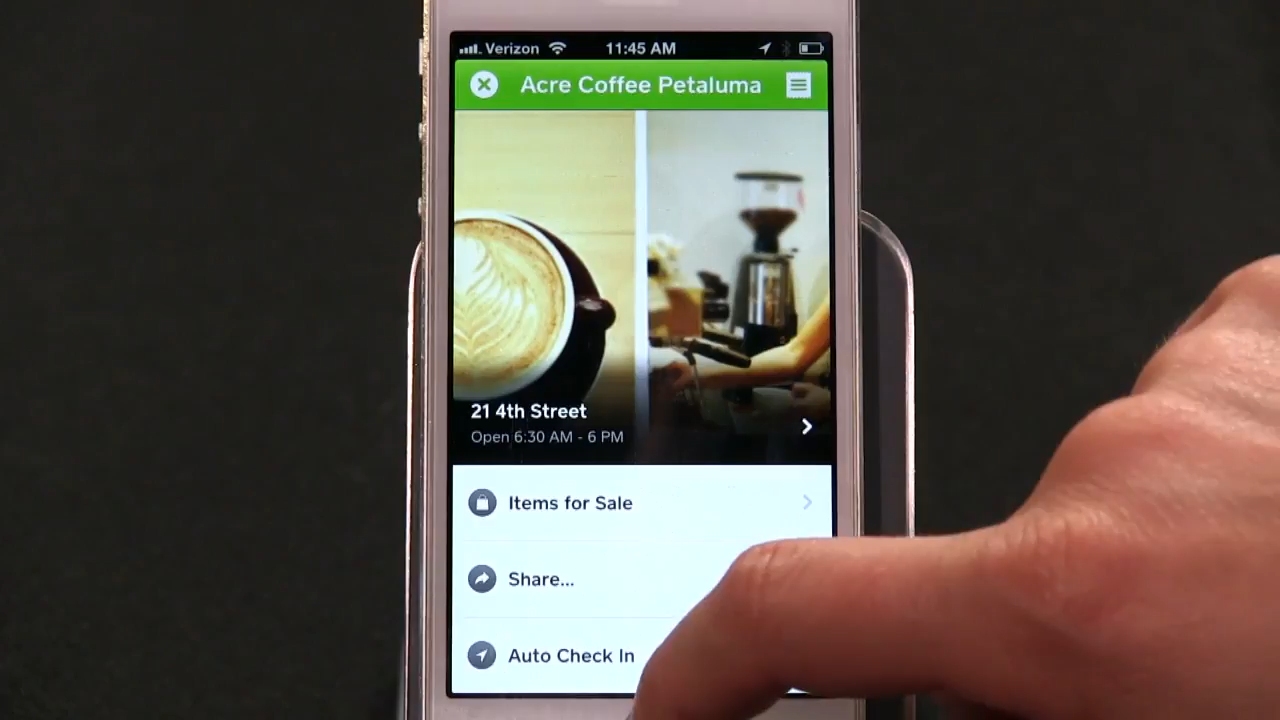 Verizon 11:45 AM
Acre Coffee Petaluma
21 4th Street
Open 6:30 AM - 6 PM
Items for Sale
Share...
Auto Check In